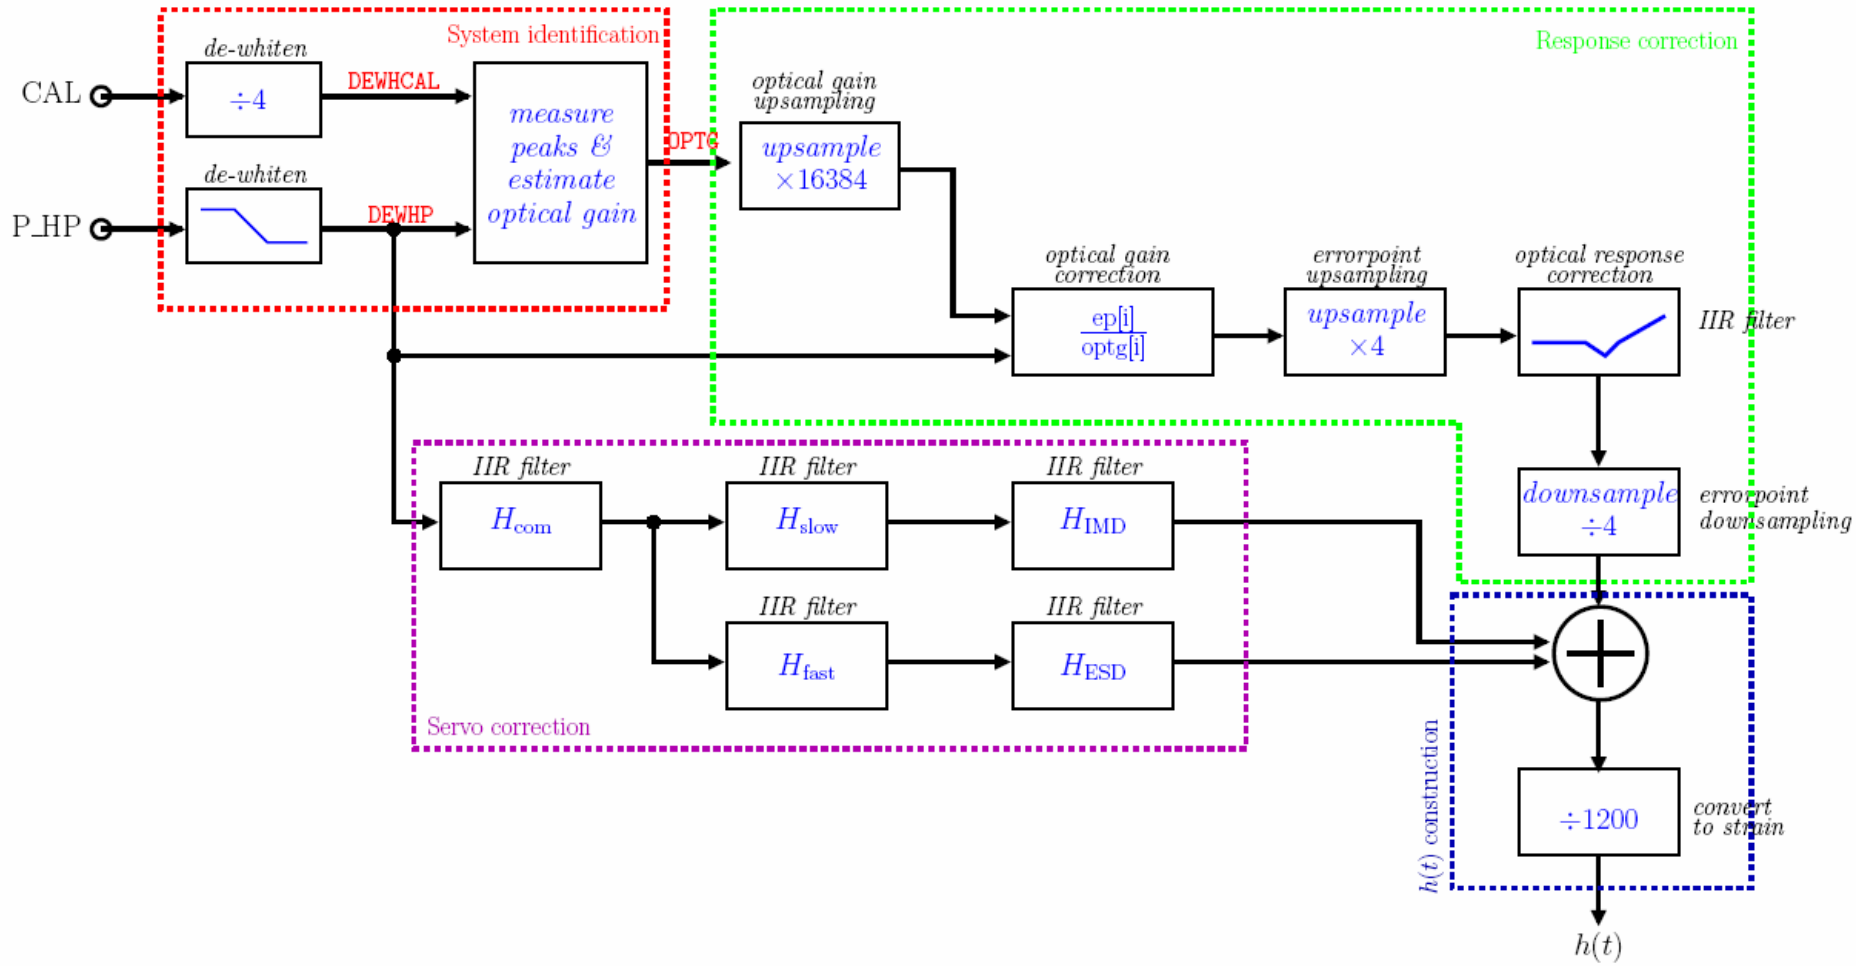 System identification
de-whiten
CAL
÷4
DEWHCAL
measure
peaks &
estimate
optical gain
de-whiten
P_HP
DEWHP
OPTG
Response correction
optical gain
upsampling
upsample
×16384
optical gain
correction
ep[i]
optg[i]
errorpoint
upsampling
upsample
×4
optical response
correction
IIR filter
downsample
÷4
errorpoint
downsampling
IIR filter
H_com
IIR filter
H_slow
IIR filter
H_IMD
IIR filter
H_fast
IIR filter
H_ESD
Servo correction
h(t) construction
÷1200
convert
to strain
h(t)